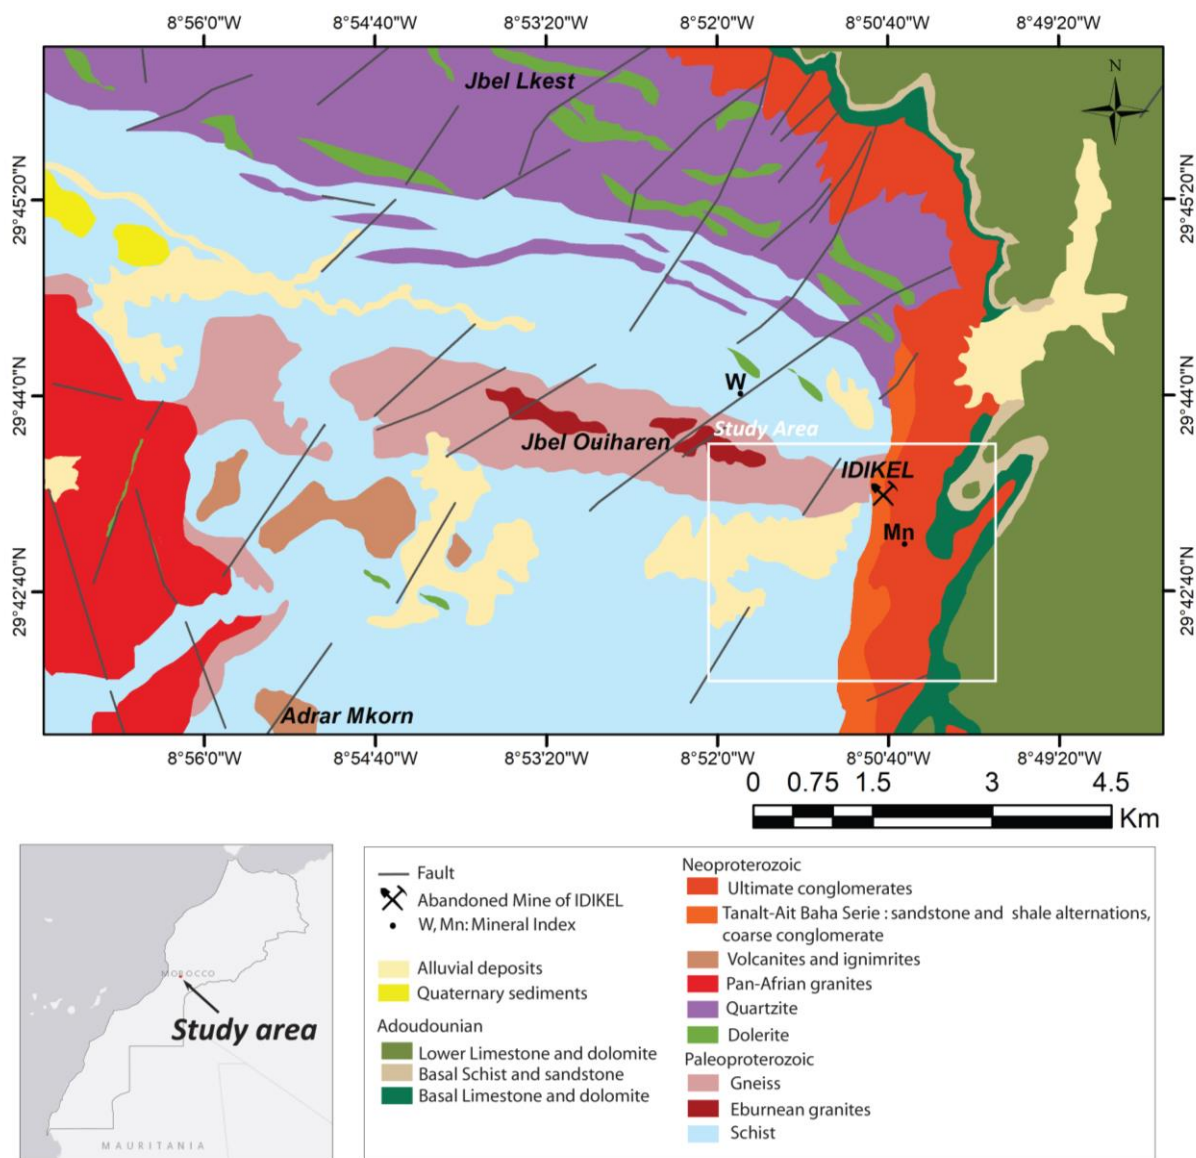 8°56'0"W 8°54'40"W 8°53'20"W 8°52'0"W 8°50'40"W 8°49'20"W
N
Jbel Lkest
29°45'20"N 29°45'20"N
W
29°44'0"N 29°44'0"N
Study Area
Jbel Ouiharen
IDIKEL
Mn
29°42'40"N 29°42'40"N
Adrar Mkorn
8°56'0"W 8°54'40"W 8°53'20"W 8°52'0"W 8°50'40"W 8°49'20"W
0 0.75 1.5 3 4.5
Km
MOROCCO
Study area
MAURITANIA
Fault
Abandoned Mine of IDIKEL
W, Mn: Mineral Index
Alluvial deposits
Quaternary sediments
Adoudounian
Lower Limestone and dolomite
Basal Schist and sandstone
Basal Limestone and dolomite
Neoproterozoic
Ultimate conglomerates
Tanalt-Ait Baha Serie : sandstone and shale alternations,
coarse conglomerate
Volcanites and ignimrites
Pan-Afrian granites
Quartzite
Dolerite
Paleoproterozoic
Gneiss
Eburnean granites
Schist